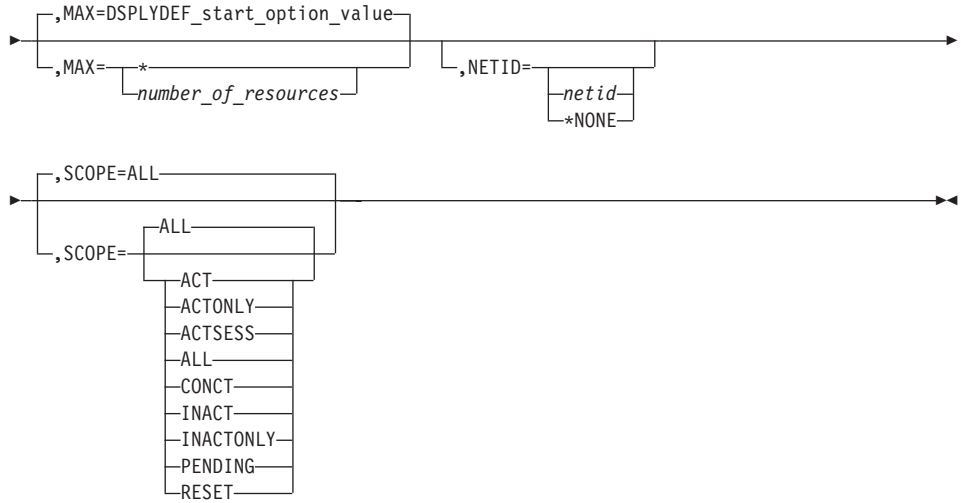 ,MAX=DSPLYDEF_start_option_value
,MAX= *
number_of_resources
,NETID=
netid
*NONE
,SCOPE=ALL
,SCOPE=
ALL
ACT
ACTONLY
ACTSESS
ALL
CONCT
INACT
INACTONLY
PENDING
RESET